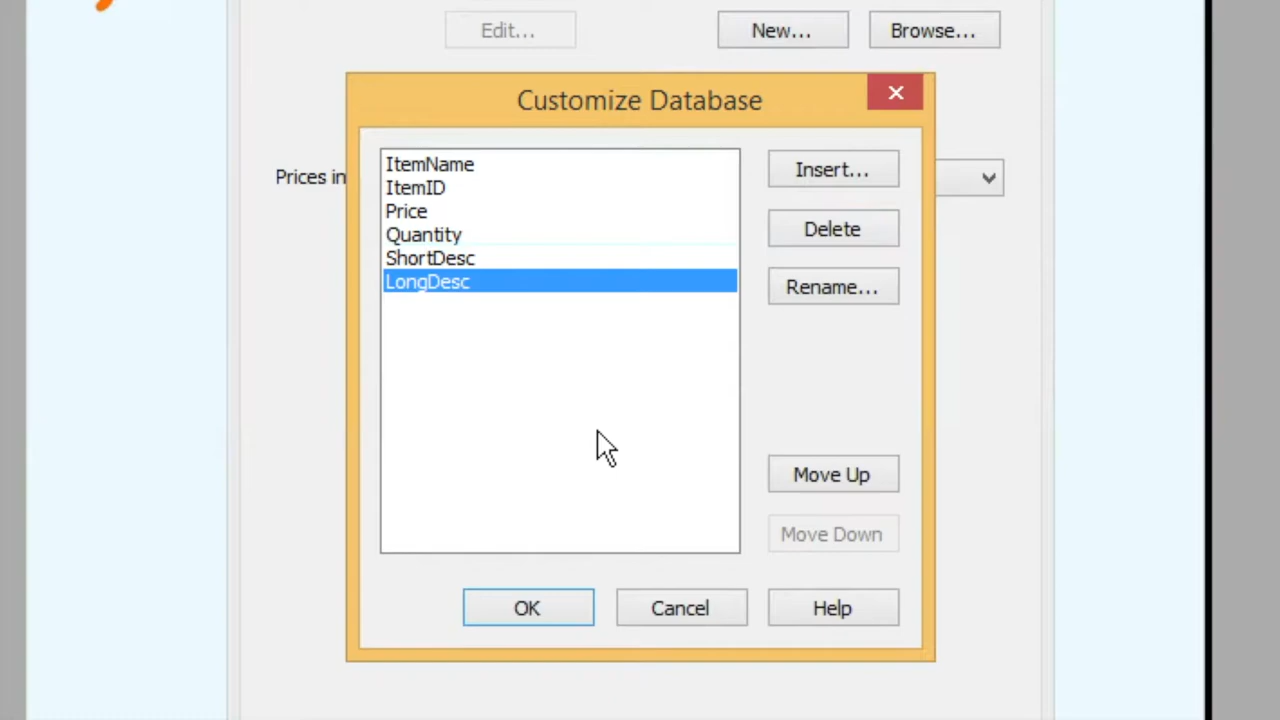 Edit...
New...
Browse...
Customize Database
ItemName
Insert...
Prices in
ItemID
Price
Delete
Quantity
ShortDesc
LongDesc
Rename...
Move Up
Move Down
OK
Cancel
Help